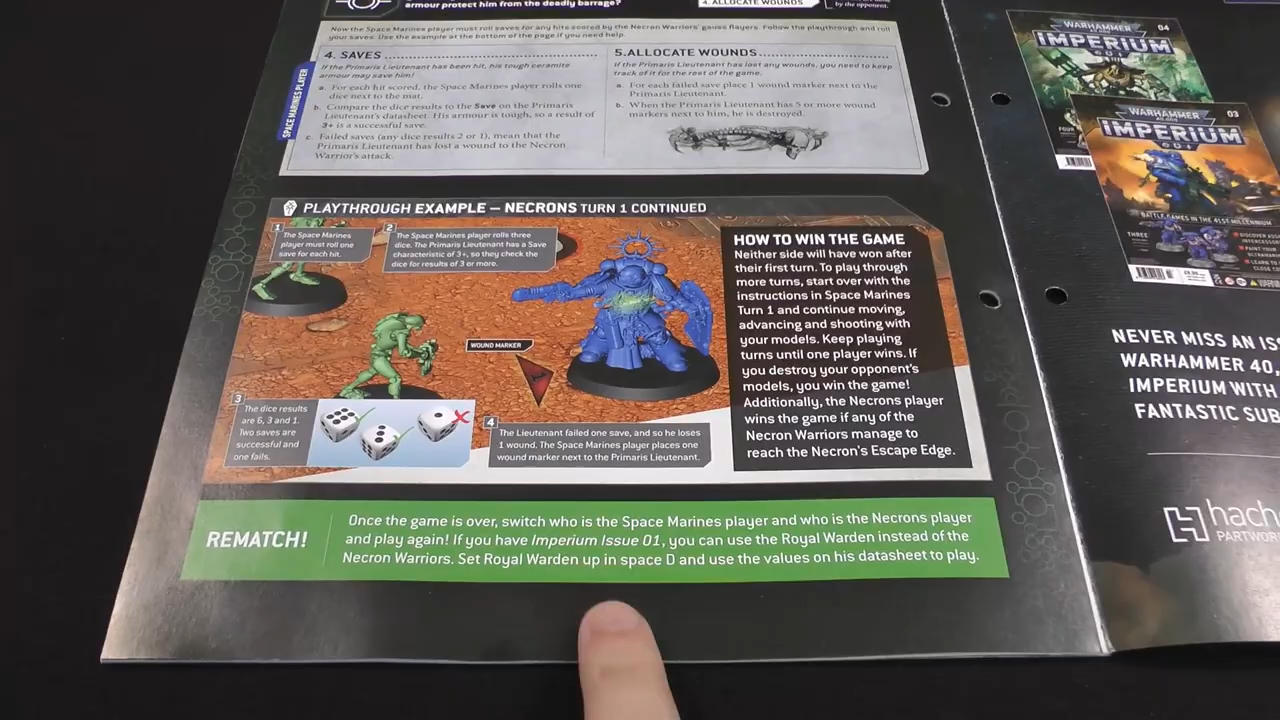 armour protect him from the deadly barrage?
4. ALLOCATE WOUNDS
by the opponent.
Now the Space Marines player must roll saves for any hits scored by the Necron Warriors' gauss flayers. Follow the playthrough and roll
your saves. Use the example at the bottom of the page if you need help.
SPACE MARINES PLAYER
4. SAVES
If the Primaris Lieutenant has been hit, his tough ceramite
armour may save him!
a. For each hit scored, the Space Marines player rolls one
dice next to the mat.
b. Compare the dice results to the Save on the Primaris
Lieutenant's datasheet. His armour is tough, so a result of
3+ is a successful save.
c. Failed saves (any dice results 2 or 1), mean that the
Primaris Lieutenant has lost a wound to the Necron
Warrior's attack.
5.ALLOCATE WOUNDS
If the Primaris Lieutenant has lost any wounds, you need to keep
track of it for the rest of the game.
a. For each failed save place 1 wound marker next to the
Primaris Lieutenant.
b. When the Primaris Lieutenant has 5 or more wound
markers next to him, he is destroyed.
PLAYTHROUGH EXAMPLE – NECRONS TURN 1 CONTINUED
1
The Space Marines
player must roll one
save for each hit.
2
The Space Marines player rolls three
dice. The Primaris Lieutenant has a Save
characteristic of 3+, so they check the
dice for results of 3 or more.
WOUND MARKER
3
The dice results
are 6, 3 and 1.
Two saves are
successful and
one fails.
4
The Lieutenant failed one save, and so he loses
1 wound. The Space Marines player places one
wound marker next to the Primaris Lieutenant.
HOW TO WIN THE GAME
Neither side will have won after
their first turn. To play through
more turns, start over with the
instructions in Space Marines
Turn 1 and continue moving,
advancing and shooting with
your models. Keep playing
turns until one player wins. If
you destroy your opponent's
models, you win the game!
Additionally, the Necrons player
wins the game if any of the
Necron Warriors manage to
reach the Necron's Escape Edge.
REMATCH!
Once the game is over, switch who is the Space Marines player and who is the Necrons player
and play again! If you have Imperium Issue 01, you can use the Royal Warden instead of the
Necron Warriors. Set Royal Warden up in space D and use the values on his datasheet to play.
WARHAMMER
04
IMPERIUM
FOUR
WARHAMMER
03
IMPERIUM
BATTLE GAMES IN THE 41ST MILLENNIUM
THREE
NEVER MISS AN IS
WARHAMMER 40,
IMPERIUM WITH
FANTASTIC SUB
hach
PARTWOR